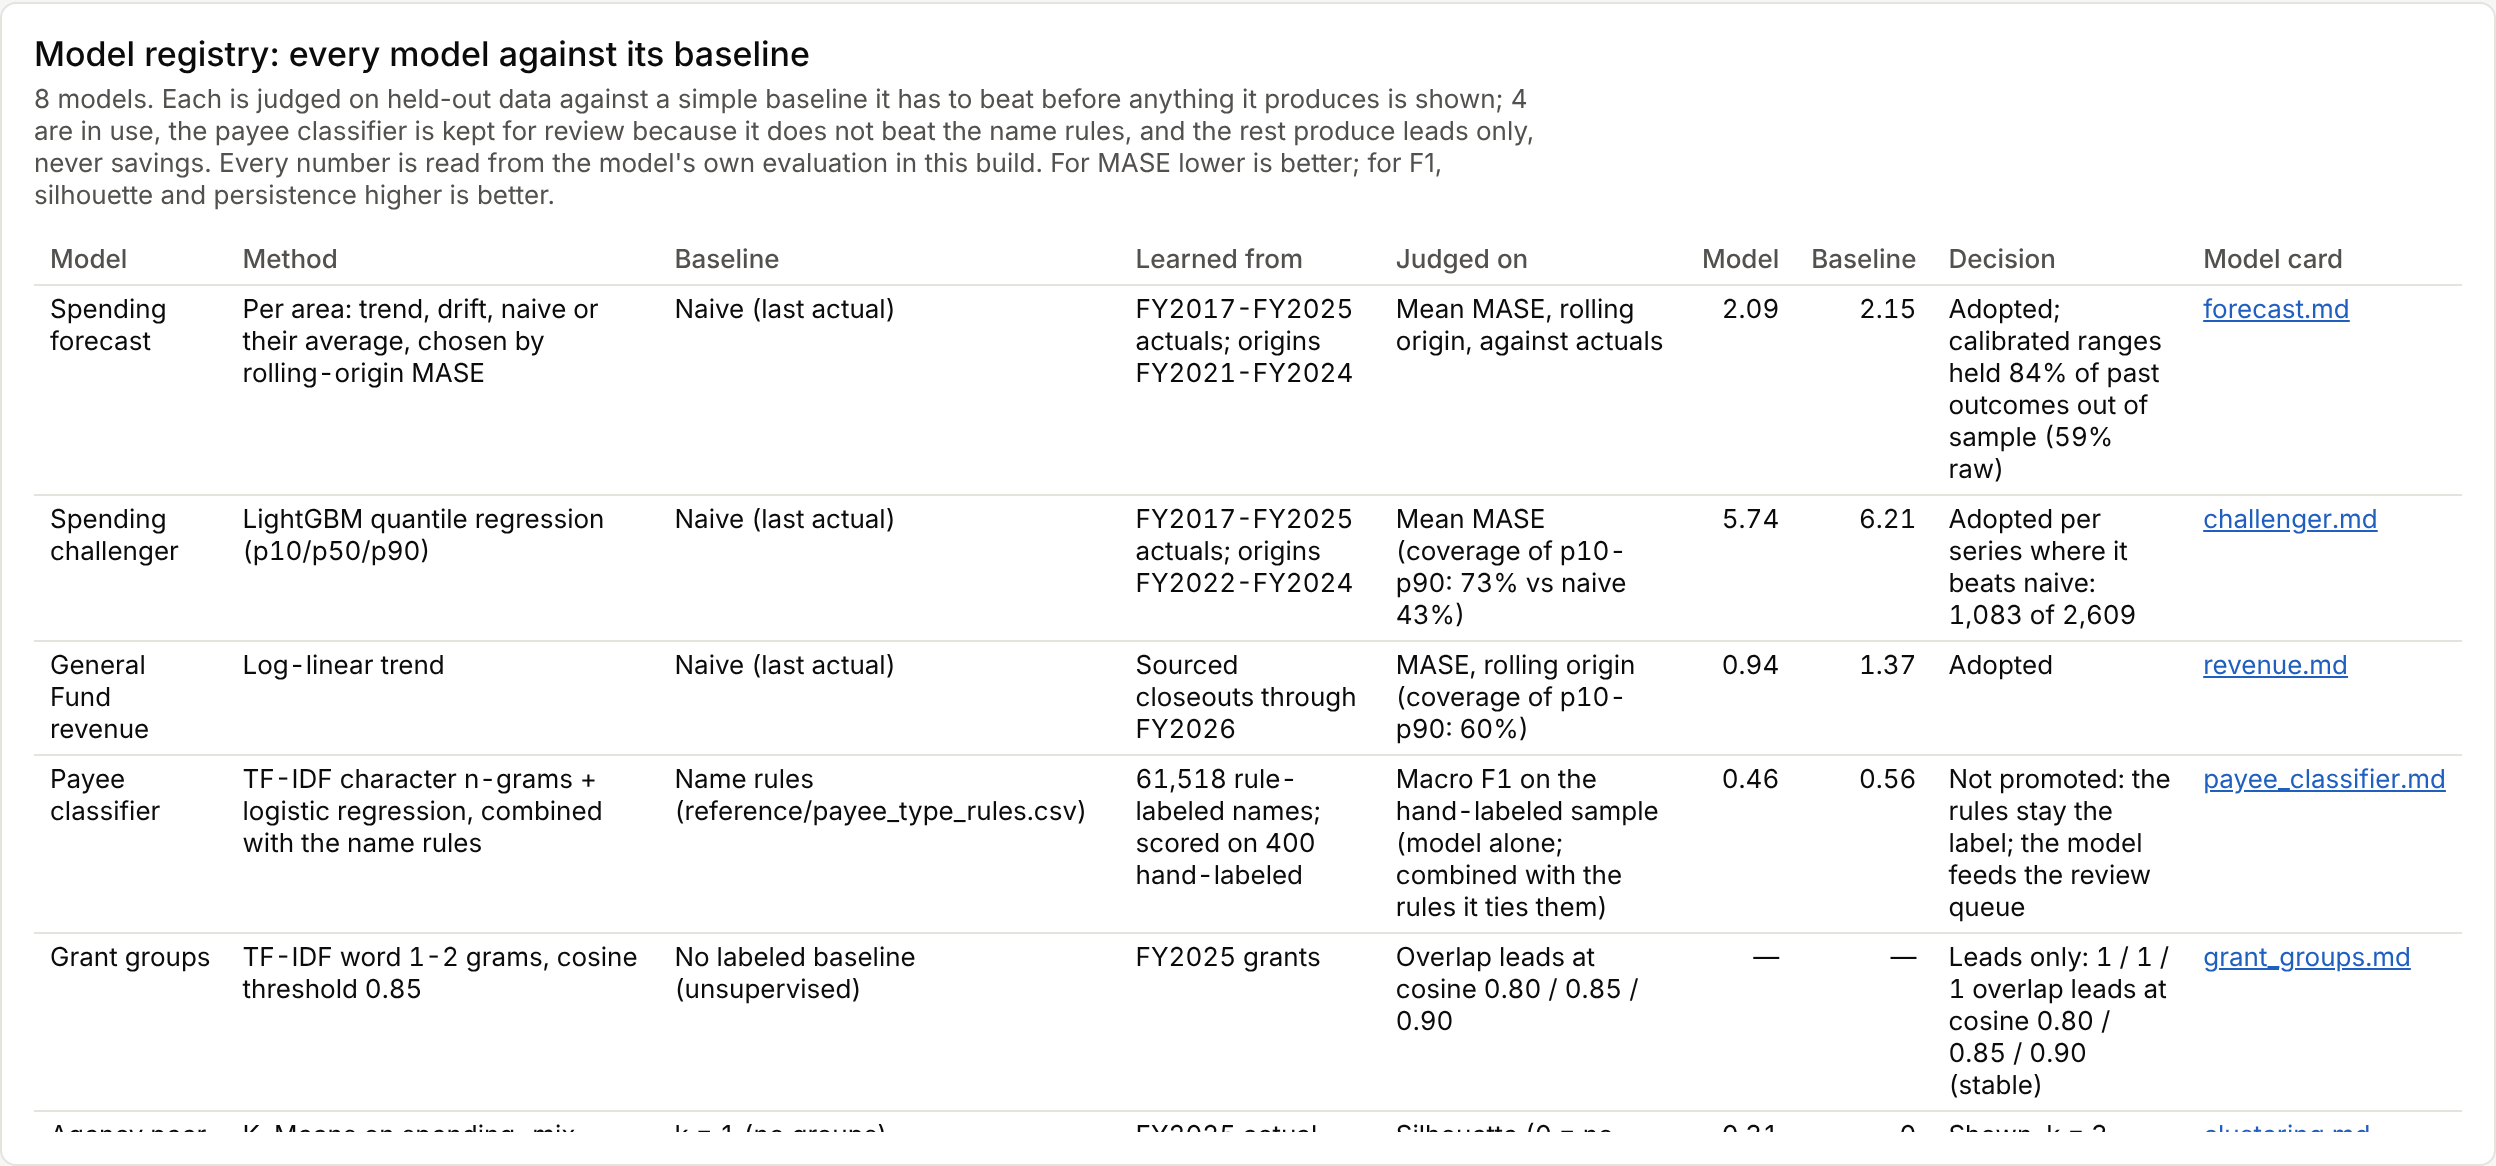 Model registry: every model against its baseline
8 models. Each is judged on held-out data against a simple baseline it has to beat before anything it produces is shown; 4
are in use, the payee classifier is kept for review because it does not beat the name rules, and the rest produce leads only,
never savings. Every number is read from the model's own evaluation in this build. For MASE lower is better; for F1,
silhouette and persistence higher is better.
Model Method Baseline Learned from Judged on Model Baseline Decision Model card
Spending Per area: trend, drift, naive or Naive (last actual) FY2017-FY2025 Mean MASE, rolling 2.09 2.15 Adopted; forecast.md
forecast their average, chosen by actuals; origins origin, against actuals calibrated ranges
rolling-origin MASE FY2021-FY2024 held 84% of past
outcomes out of
sample (59%
raw)
Spending LightGBM quantile regression Naive (last actual) FY2017-FY2025 Mean MASE 5.74 6.21 Adopted per challenger.md
challenger (p10/p50/p90) actuals; origins (coverage of p10- series where it
FY2022-FY2024 p90: 73% vs naive beats naive:
43%) 1,083 of 2,609
General Log-linear trend Naive (last actual) Sourced MASE, rolling origin 0.94 1.37 Adopted revenue.md
Fund closeouts through (coverage of p10-
revenue FY2026 p90: 60%)
Payee TF-IDF character n-grams + Name rules 61,518 rule- Macro F1 on the 0.46 0.56 Not promoted: the payee_classifier.md
classifier logistic regression, combined (reference/payee_type_rules.csv) labeled names; hand-labeled sample rules stay the
with the name rules scored on 400 (model alone; label; the model
hand-labeled combined with the feeds the review
rules it ties them) queue
Grant groups TF-IDF word 1-2 grams, cosine No labeled baseline FY2025 grants Overlap leads at — — Leads only: 1 / 1 / grant_groups.md
threshold 0.85 (unsupervised) cosine 0.80 / 0.85 / 1 overlap leads at
0.90 cosine 0.80 /
0.85 / 0.90
(stable)